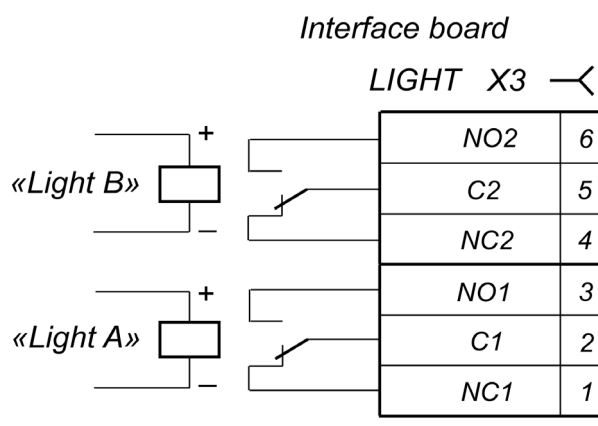 Interface board
LIGHT X3
NO2 6
+
«Light B» C2 5
–
NC2 4
+
NO1 3
«Light A» C1 2
–
NC1 1